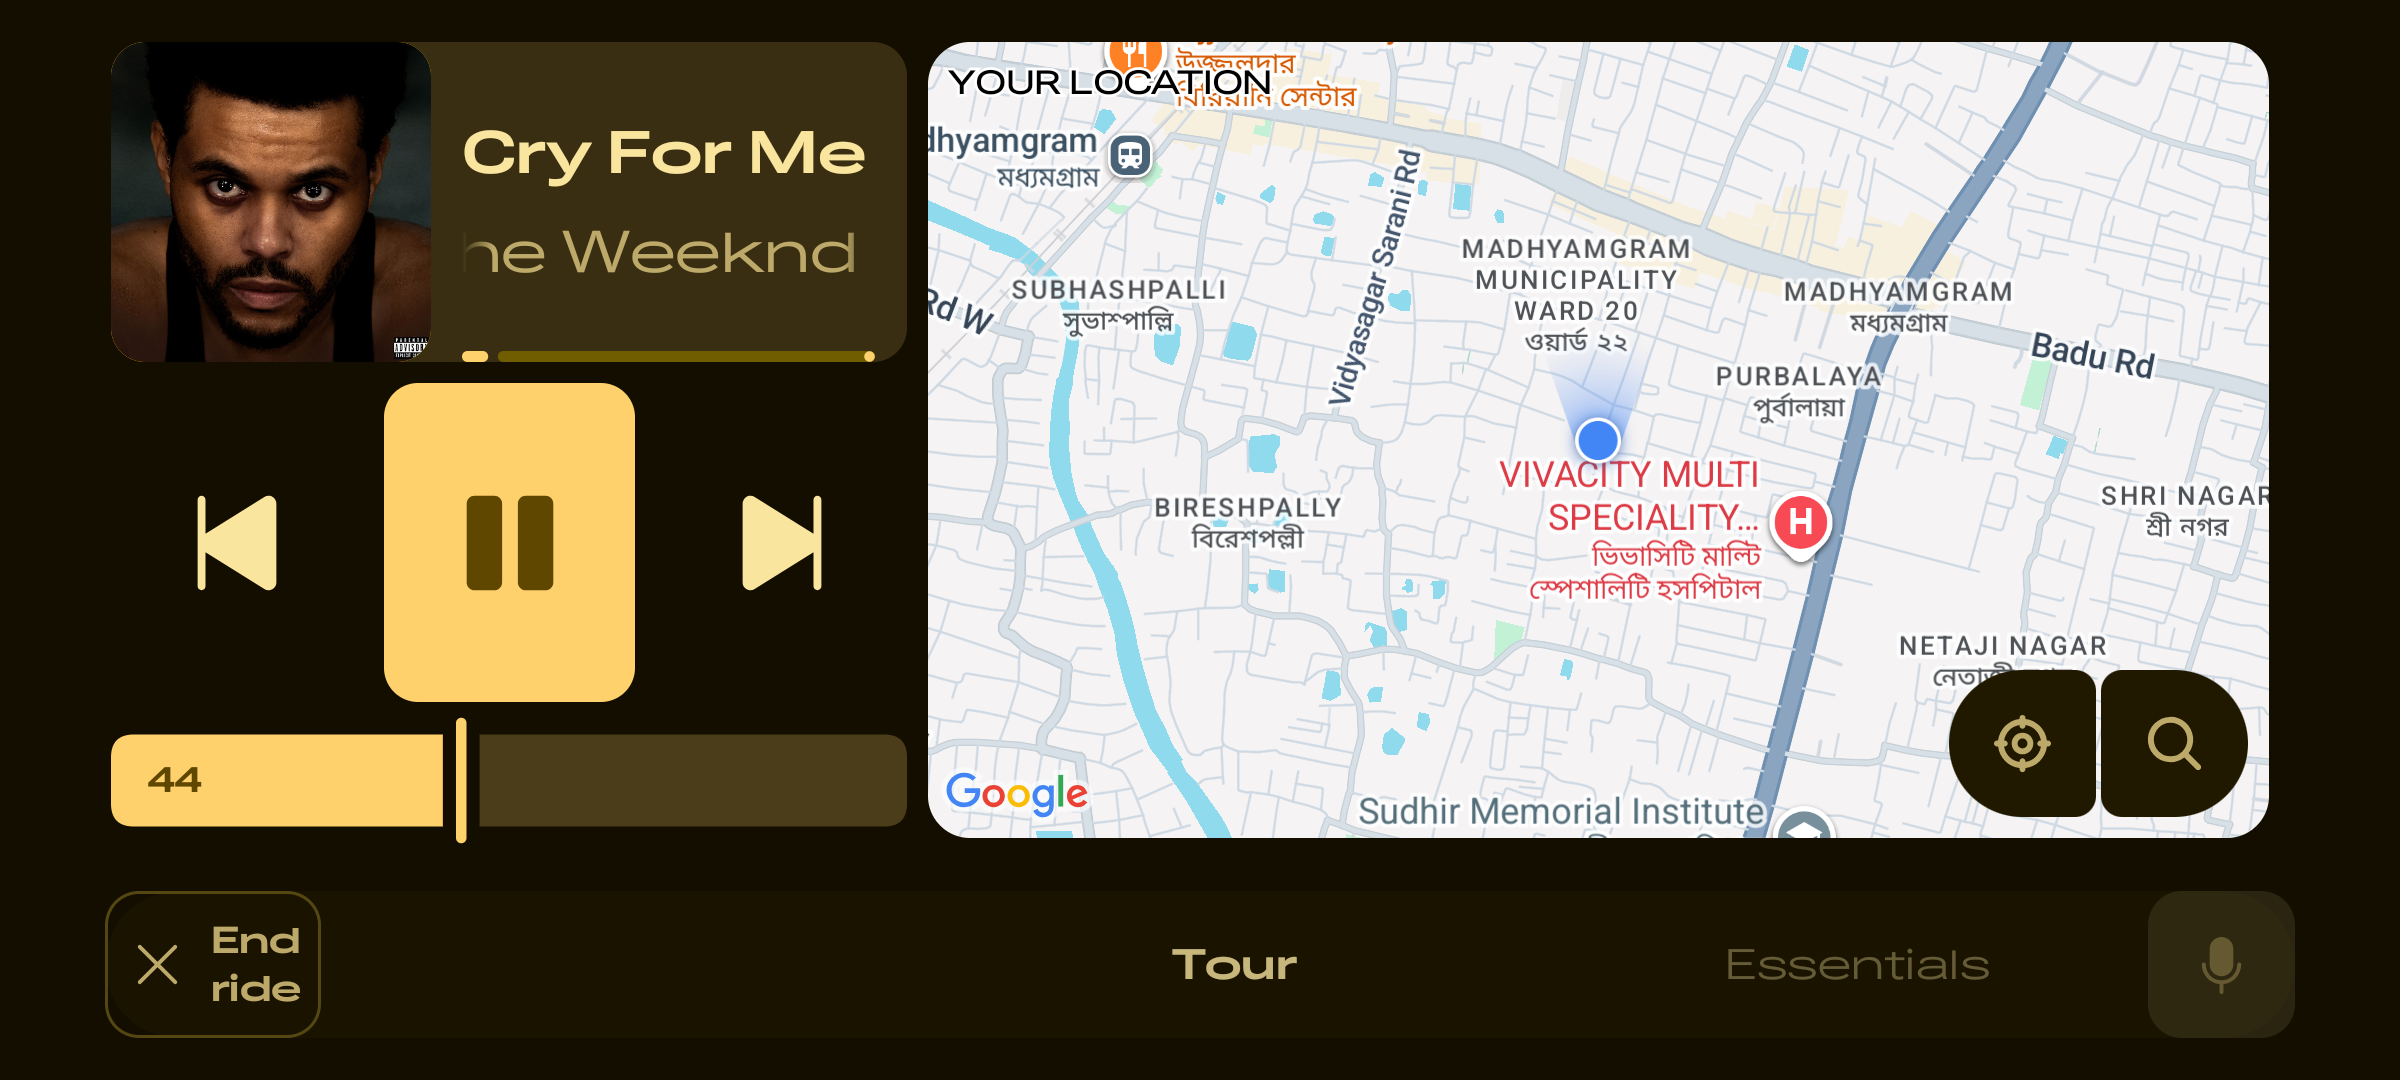 Cry For Me
he Weeknd
44
YOUR LOCATION
উজ্জলদার
বিরিয়ানি সেন্টার
dhyamgram
মধ্যমগ্রাম
Rd W
SUBHASHPALLI
সুভাস্পাল্লি
Vidyasagar Sarani Rd
MADHYAMGRAM
MUNICIPALITY
WARD 20
ওয়ার্ড ২২
MADHYAMGRAM
মধ্যমগ্রাম
Badu Rd
PURBALAYA
পুর্বালায়া
VIVACITY MULTI
SPECIALITY...
ভিভাসিটি মাল্টি
স্পেশালিটি হসপিটাল
H
BIRESHPALLY
বিরেশপল্লী
SHRI NAGAR
শ্রী নগর
NETAJI NAGAR
Google
Sudhir Memorial Institute
End
ride
Tour
Essentials